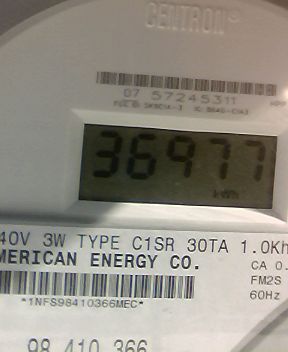 CENTRON®
07 57245311
36977
kWh
40V 3W TYPE C1SR 30TA 1.0Kh
MERICAN ENERGY CO.
CA 0.
FM2S
60Hz
*1NFS98410366MEC*
98 410 366